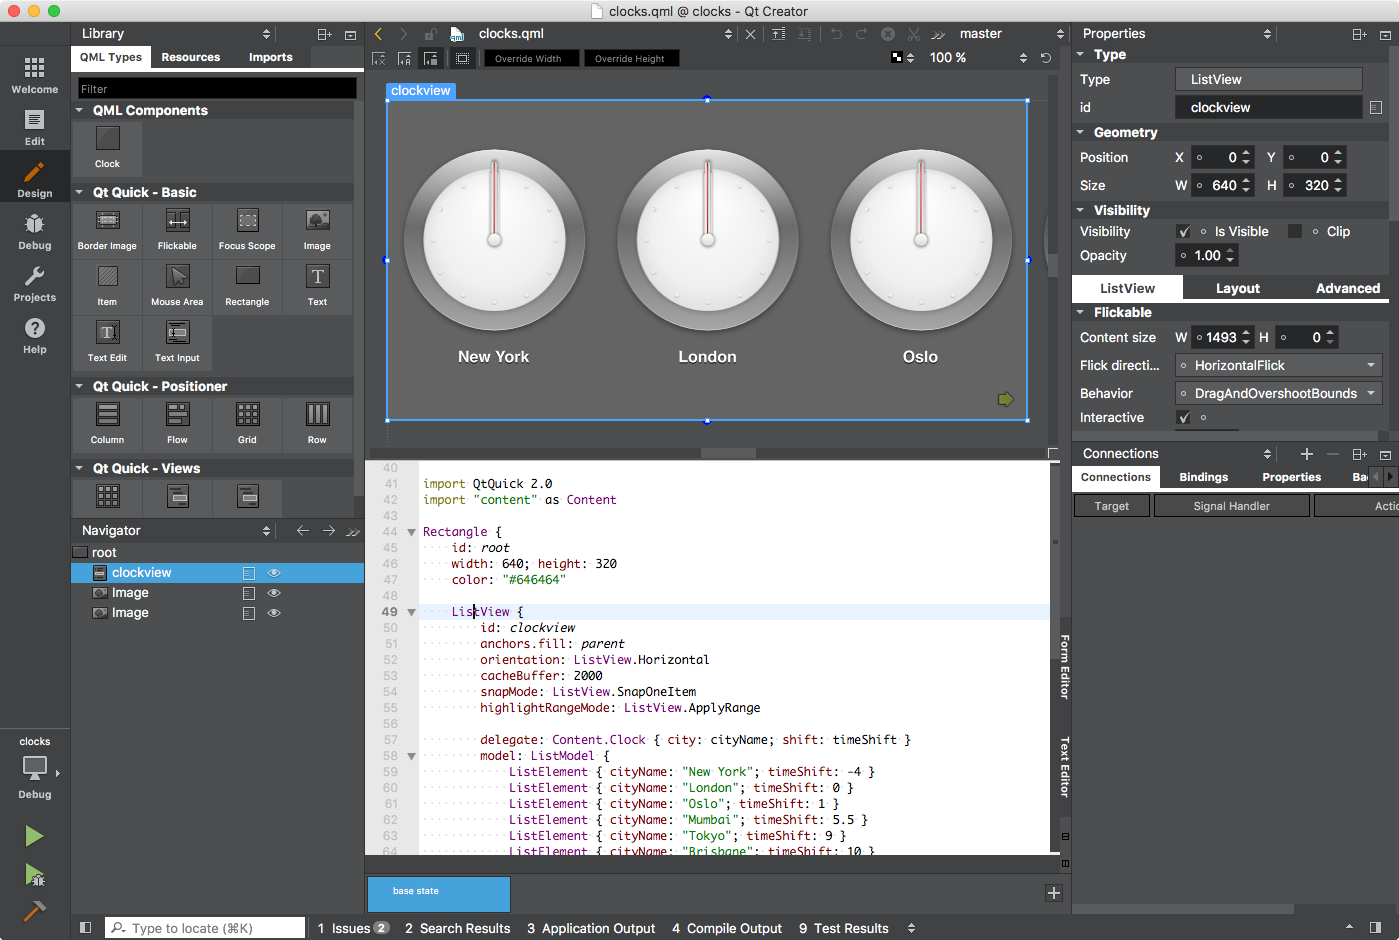 clocks.qml @ clocks - Qt Creator
Library
clocks.qml
master
Properties
Welcome
Edit
Design
Debug
Projects
Help
QML Types
Resources
Imports
Filter
QML Components
Clock
Qt Quick - Basic
Border Image
Flickable
Focus Scope
Image
Item
Mouse Area
Rectangle
Text
Text Edit
Text Input
Qt Quick - Positioner
Column
Flow
Grid
Row
Qt Quick - Views
Navigator
root
clockview
Image
Image
Override Width
Override Height
100 %
clockview
New York
London
Oslo
40
41 import QtQuick 2.0
42 import "content" as Content
43
44 Rectangle {
45 id: root
46 width: 640; height: 320
47 color: "#646464"
48
49 ListView {
50 id: clockview
51 anchors.fill: parent
52 orientation: ListView.Horizontal
53 cacheBuffer: 2000
54 snapMode: ListView.SnapOneItem
55 highlightRangeMode: ListView.ApplyRange
56
57 delegate: Content.Clock { city: cityName; shift: timeShift }
58 model: ListModel {
59 ListElement { cityName: "New York"; timeShift: -4 }
60 ListElement { cityName: "London"; timeShift: 0 }
61 ListElement { cityName: "Oslo"; timeShift: 1 }
62 ListElement { cityName: "Mumbai"; timeShift: 5.5 }
63 ListElement { cityName: "Tokyo"; timeShift: 9 }
64 ListElement { cityName: "Brisbane"; timeShift: 10 }
Form Editor
Text Editor
Type
Type ListView
id clockview
Geometry
Position X 0 Y 0
Size W 640 H 320
Visibility
Visibility Is Visible Clip
Opacity 1.00
ListView
Layout
Advanced
Flickable
Content size W 1493 H 0
Flick directi... HorizontalFlick
Behavior DragAndOvershootBounds
Interactive
Connections
Connections
Bindings
Properties
Ba
Target
Signal Handler
Actio
clocks
Debug
base state
Type to locate (⌘K)
1 Issues 2
2 Search Results
3 Application Output
4 Compile Output
9 Test Results